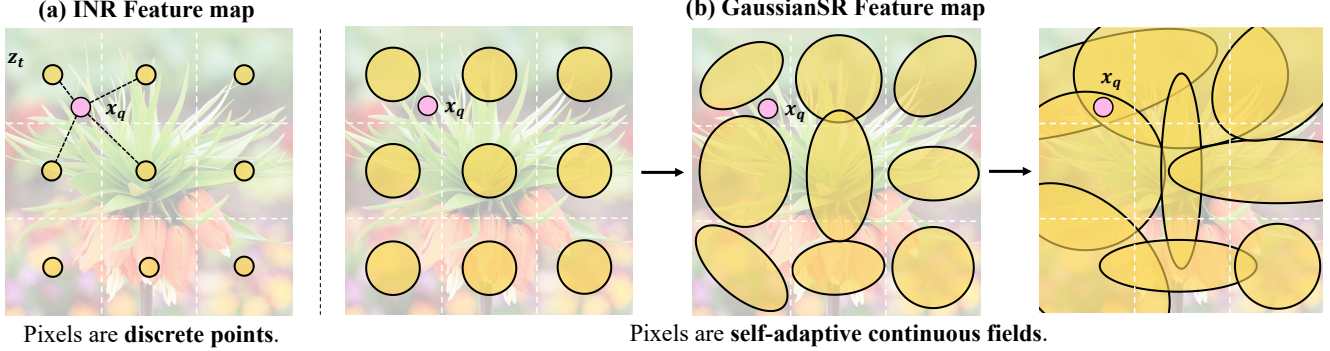 (a) INR Feature map
(b) GaussianSR Feature map
z_t
x_q
x_q
x_q
x_q
Pixels are discrete points.
Pixels are self-adaptive continuous fields.